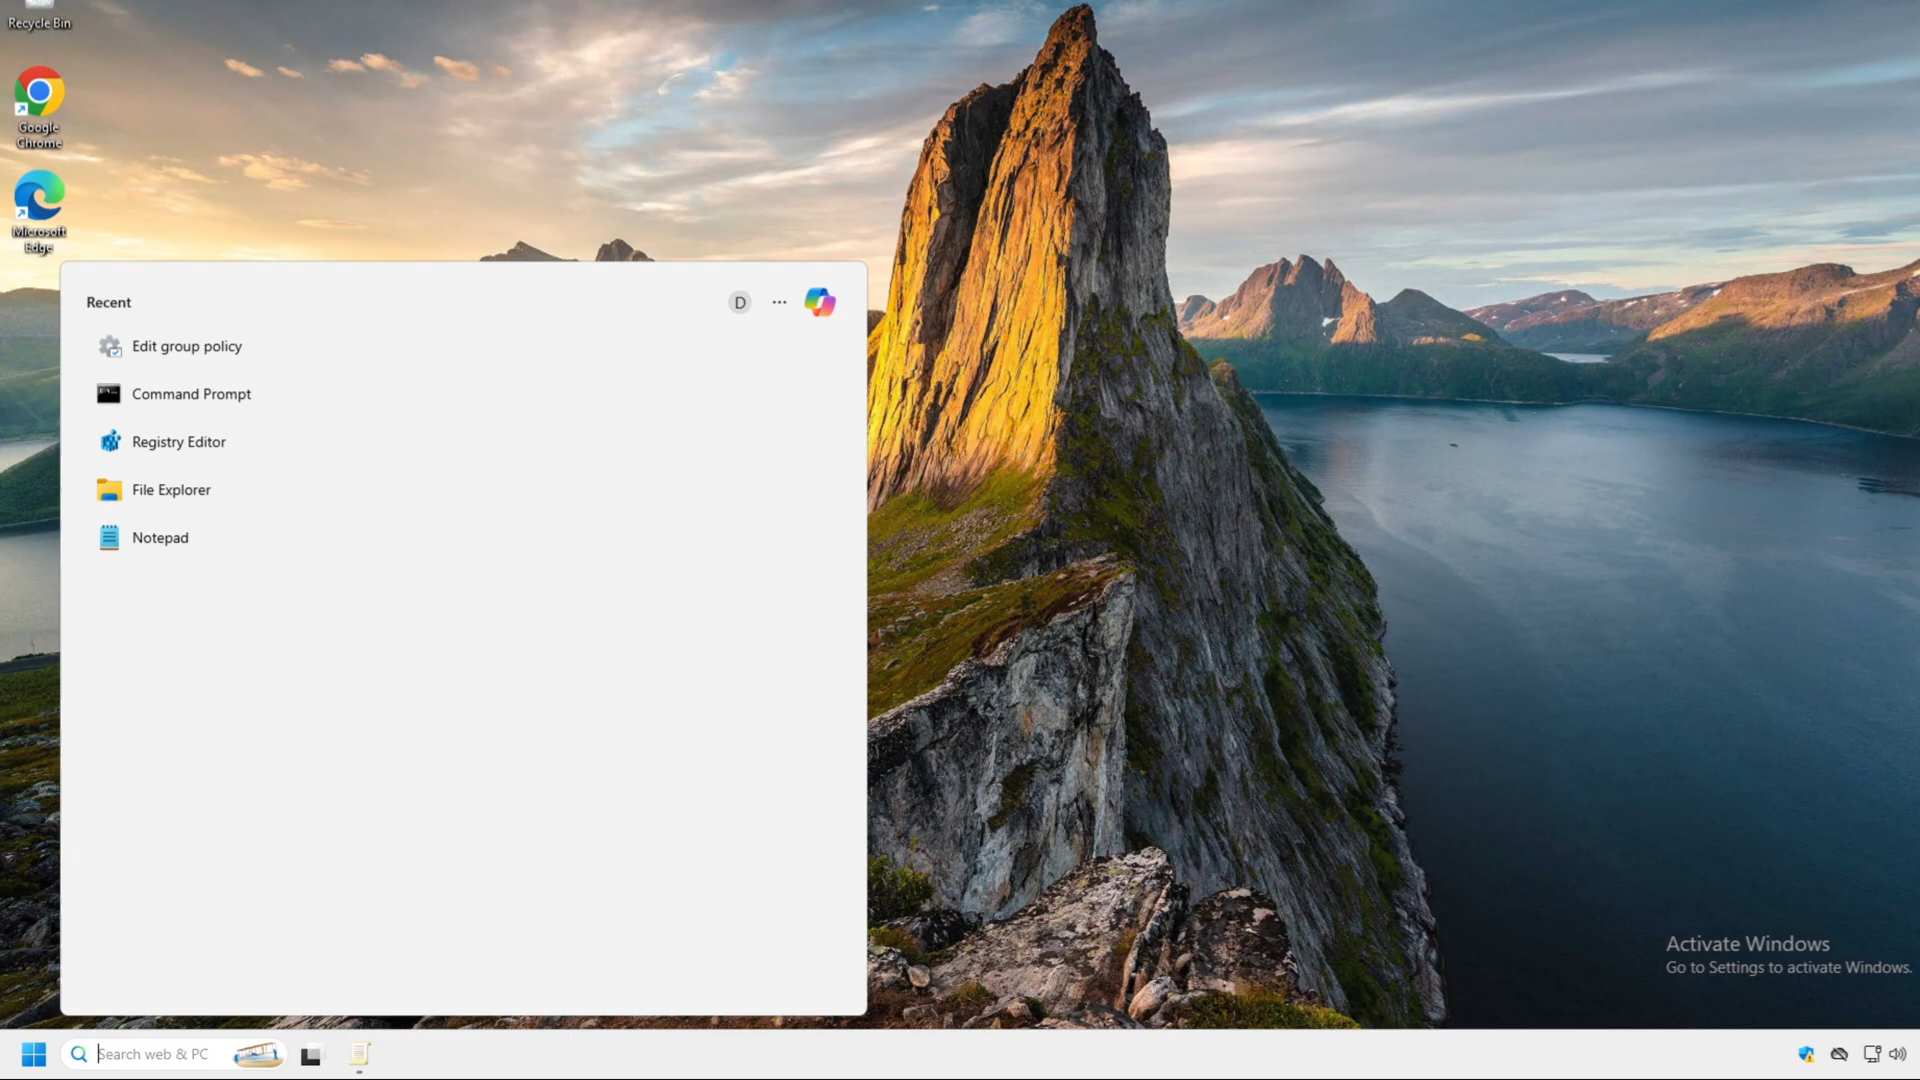 Recycle Bin
Google
Chrome
Microsoft
Edge
Recent
D
Edit group policy
Command Prompt
Registry Editor
File Explorer
Notepad
Activate Windows
Go to Settings to activate Windows.
Search web & PC